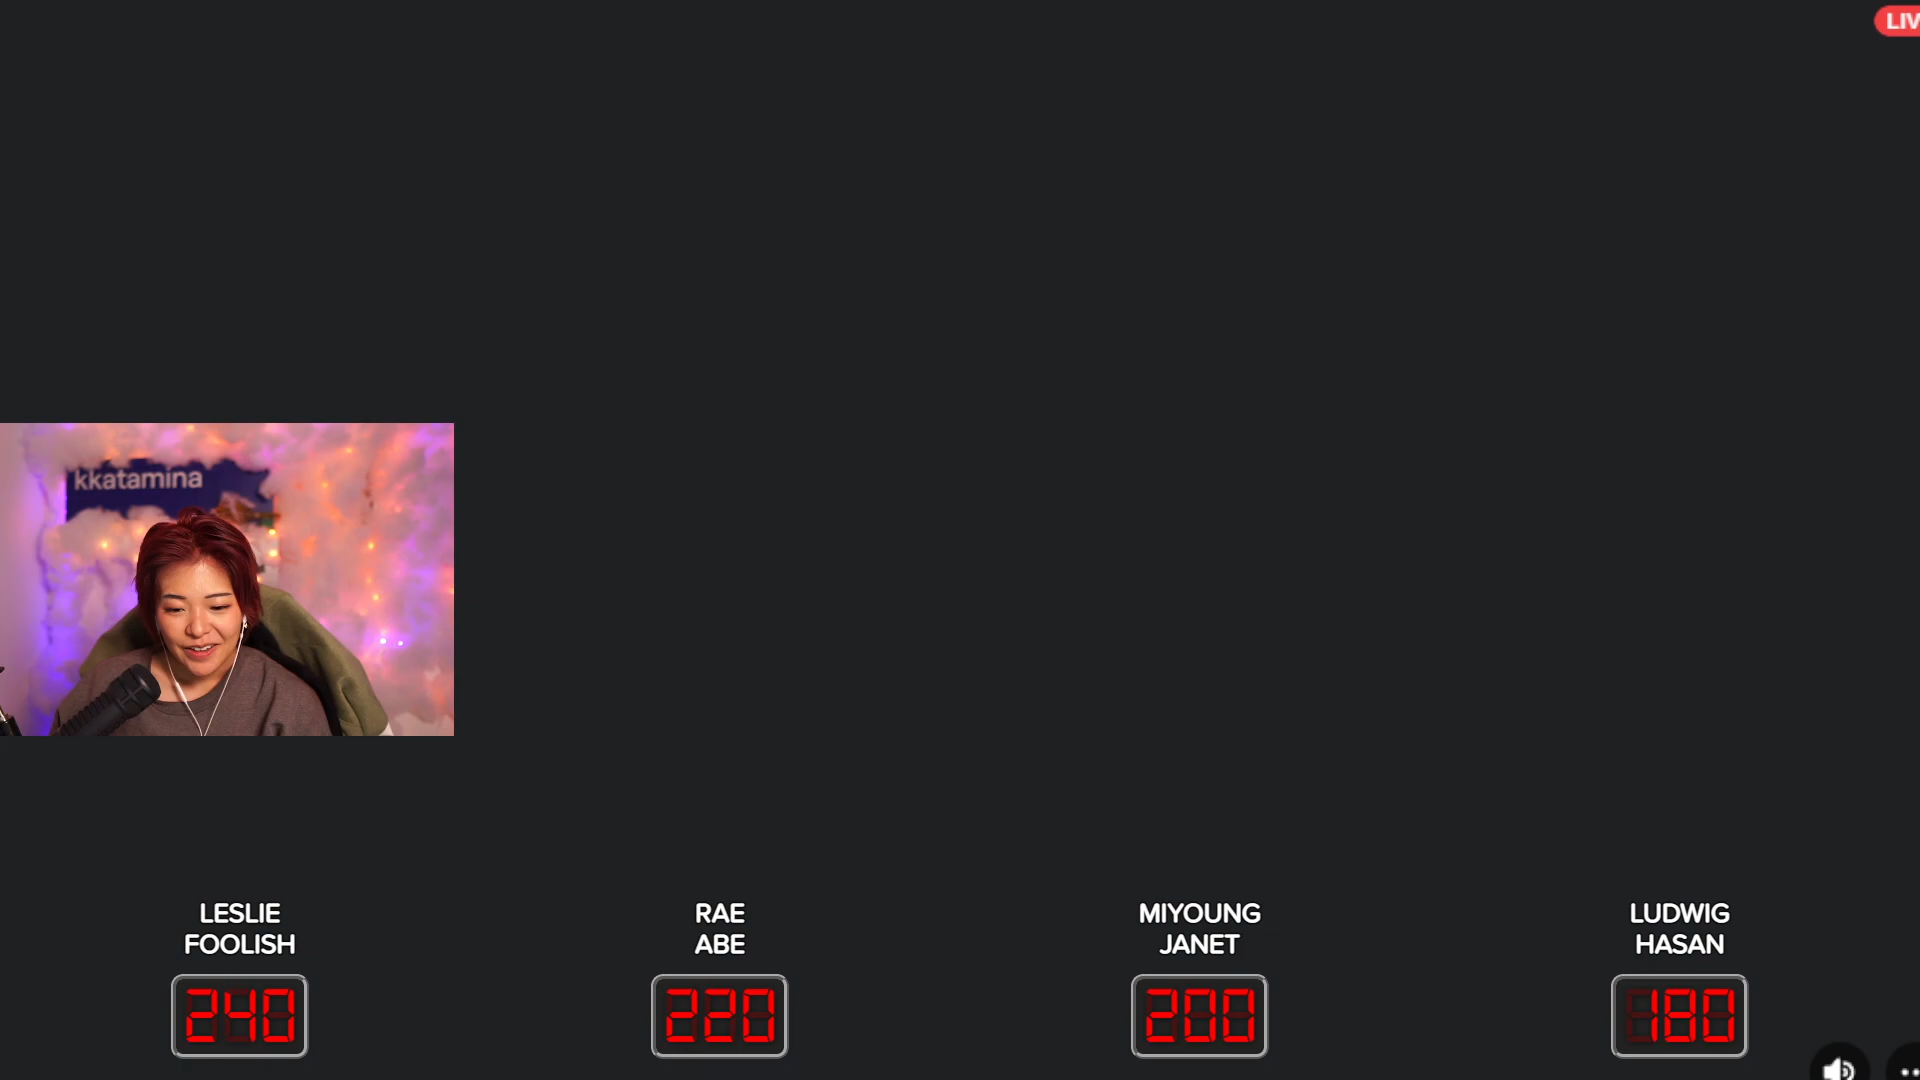 LIV
kkatamina
LESLIE
FOOLISH
240
RAE
ABE
220
MIYOUNG
JANET
200
LUDWIG
HASAN
180